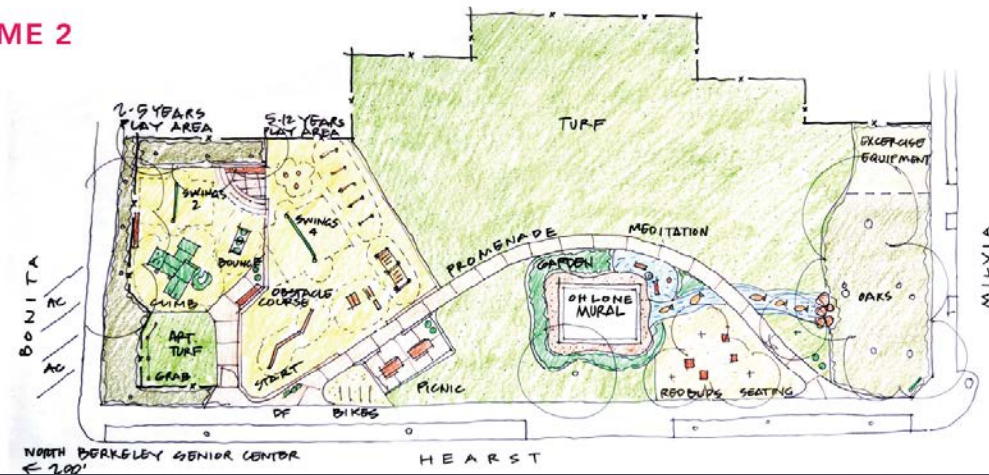 ME 2
2-5 YEARS
PLAY AREA
5-12 YEARS
PLAY AREA
TURF
EXCERCISE
EQUIPMENT
SWINGS
2
SWINGS
4
BOUNCE
PROMENADE
MEDITATION
GARDEN
CLIMB
OBSTACLE
COURSE
OHLONE
MURAL
OAKS
BONITA
AC
AC
MILVIA
ART.
TURF
GRAB
START
PICNIC
REDBUDS
SEATING
DF
BIKES
NORTH BERKELEY SENIOR CENTER
← 200'
HEARST